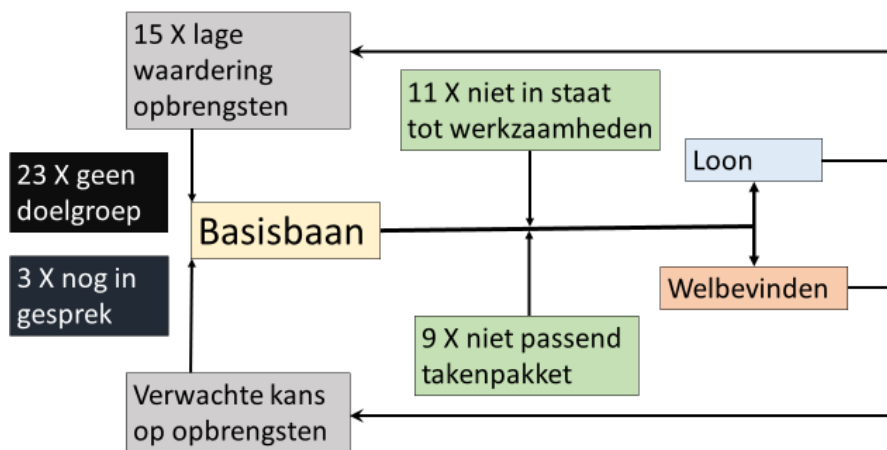 15 X lage
waardering
opbrengsten
11 X niet in staat
tot werkzaamheden
23 X geen
doelgroep
Loon
Basisbaan
3 X nog in
gesprek
Welbevinden
9 X niet passend
takenpakket
Verwachte kans
op opbrengsten